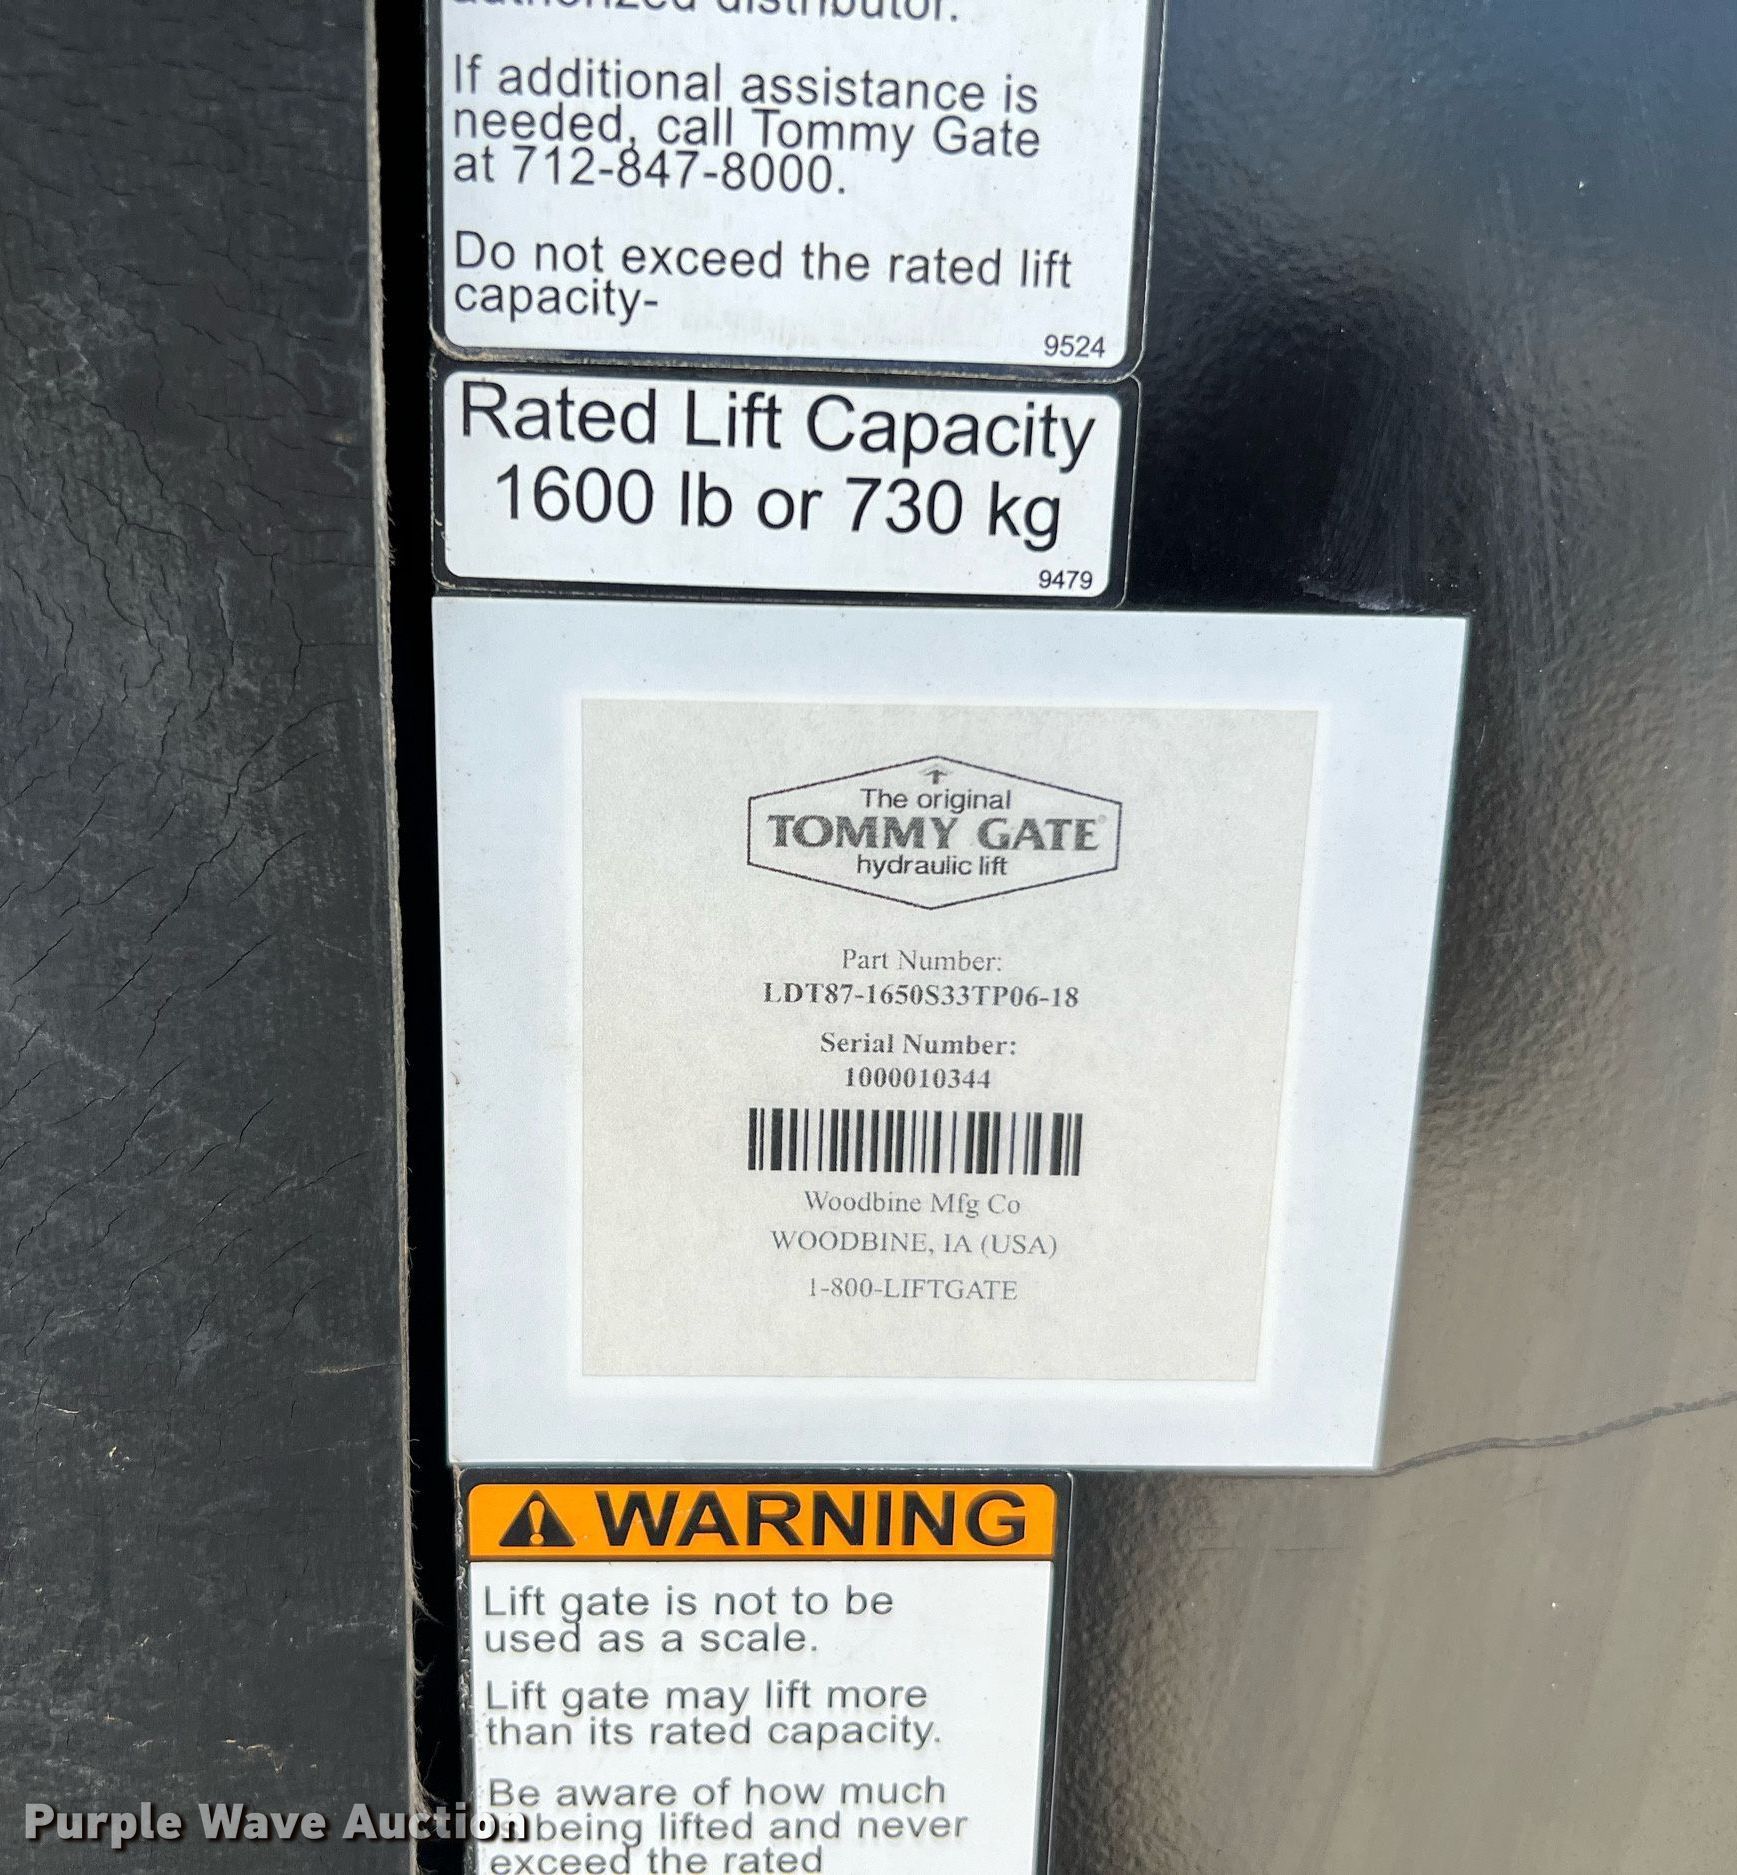 distributor.
If additional assistance is
needed, call Tommy Gate
at 712-847-8000.
Do not exceed the rated lift
capacity-
9524
Rated Lift Capacity
1600 lb or 730 kg
9479
The original
TOMMY GATE®
hydraulic lift
Part Number:
LDT87-1650S33TP06-18
Serial Number:
1000010344
Woodbine Mfg Co
WOODBINE, IA (USA)
1-800-LIFTGATE
WARNING
Lift gate is not to be
used as a scale.
Lift gate may lift more
than its rated capacity.
Be aware of how much
being lifted and never
exceed the rated
Purple Wave Auction